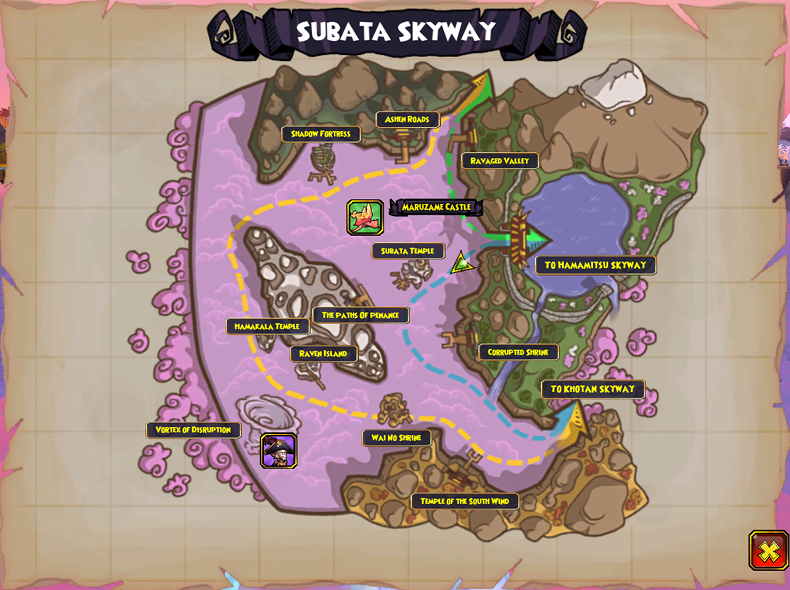 Subata Skyway
Ashen Roads
Shadow Fortress
Ravaged Valley
Maruzame Castle
Subata Temple
To Hamamitsu Skyway
The Paths Of Penance
Hamakala Temple
Raven Island
Corrupted Shrine
To Khotan Skyway
Vortex of Disruption
Wai No Shrine
Temple of the South Wind